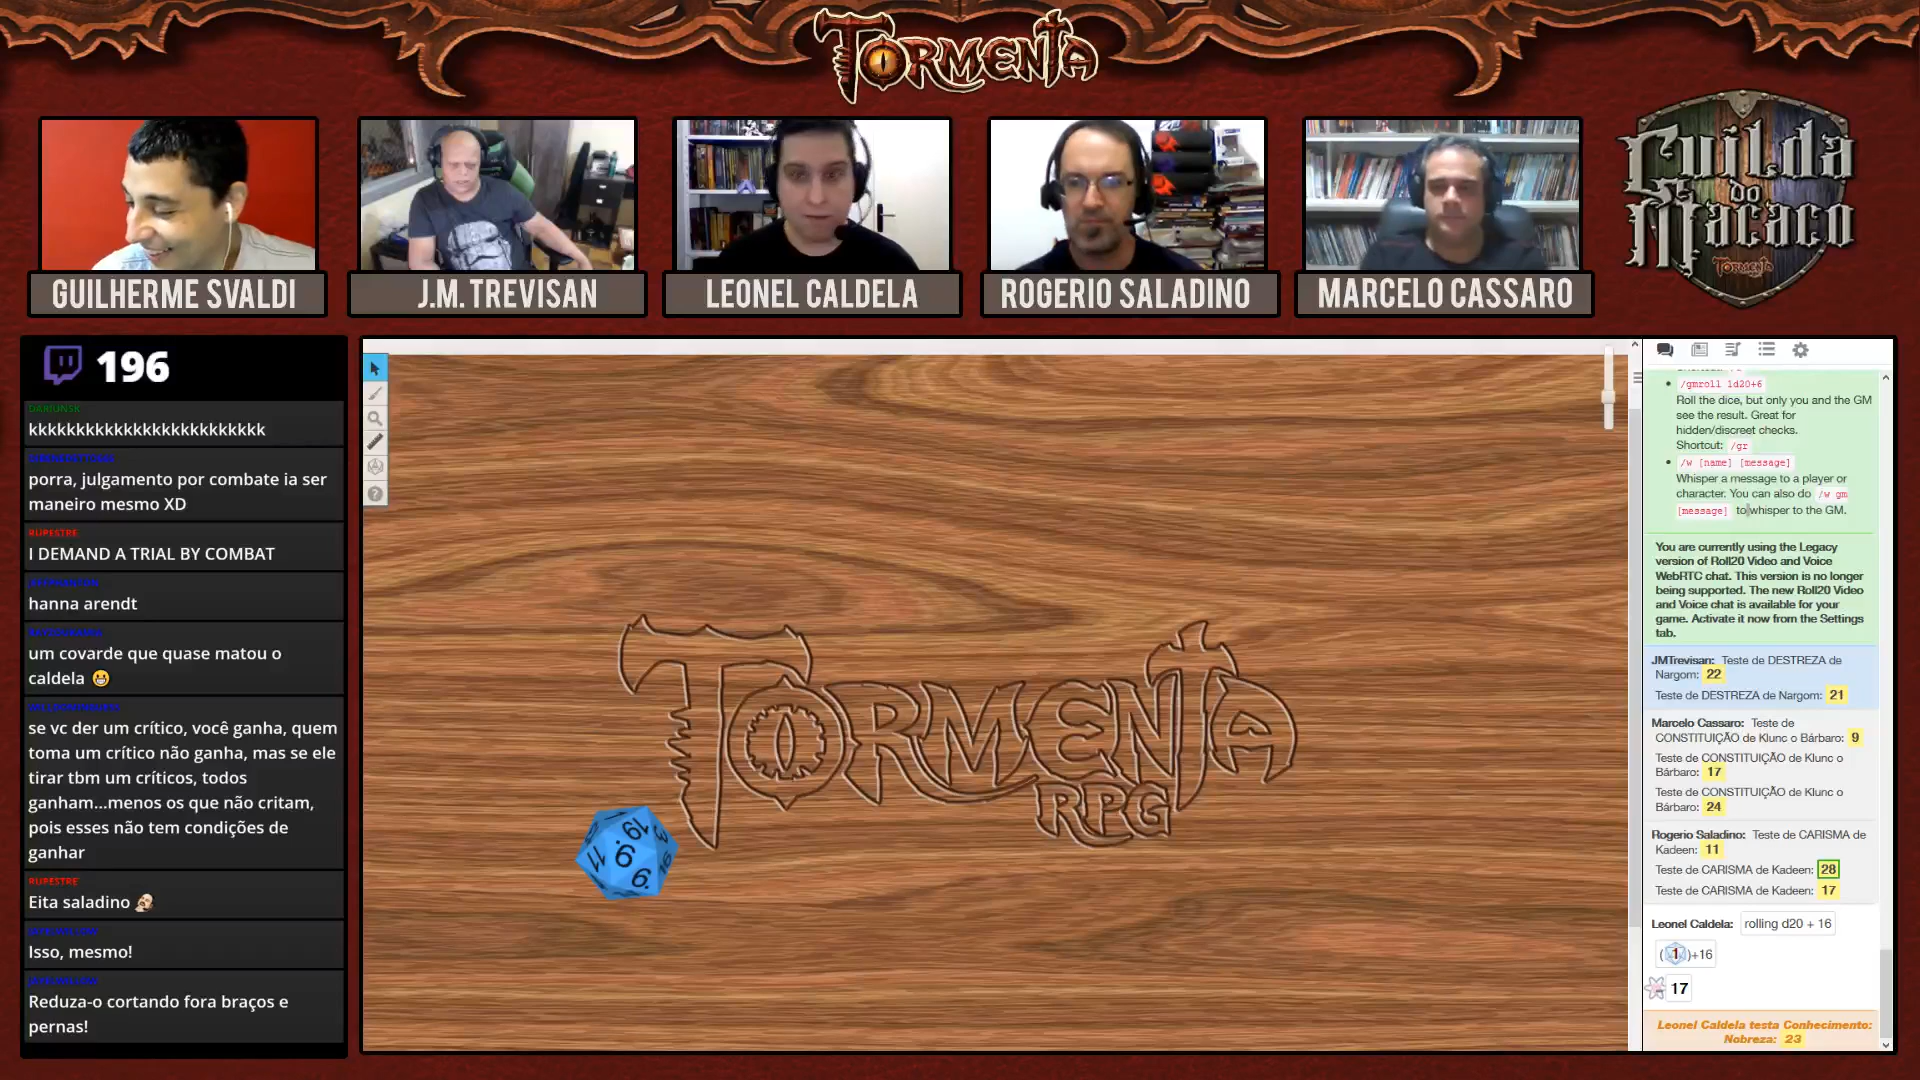 TORMENTA
Guilda
do
Macaco
TORMENTA
GUILHERME SVALDI
J.M. TREVISAN
LEONEL CALDELA
ROGERIO SALADINO
MARCELO CASSARO
196
DARIUNSK
kkkkkkkkkkkkkkkkkkkkkkkkk
porra, julgamento por combate ia ser
maneiro mesmo XD
RUPESTRE
I DEMAND A TRIAL BY COMBAT
hanna arendt
um covarde que quase matou o
caldela 😀
se vc der um crítico, você ganha, quem
toma um crítico não ganha, mas se ele
tirar tbm um críticos, todos
ganham...menos os que não critam,
pois esses não tem condições de
ganhar
RUPESTRE
Eita saladino
Isso, mesmo!
Reduza-o cortando fora braços e
pernas!
TORMENTA
RPG
19
11
9.
9.
/gmroll 1d20+6
Roll the dice, but only you and the GM
see the result. Great for
hidden/discreet checks.
Shortcut: /gr
/w [name] [message]
Whisper a message to a player or
character. You can also do /w gm
[message] to whisper to the GM.
You are currently using the Legacy
version of Roll20 Video and Voice
WebRTC chat. This version is no longer
being supported. The new Roll20 Video
and Voice chat is available for your
game. Activate it now from the Settings
tab.
JMTrevisan: Teste de DESTREZA de
Nargom: 22
Teste de DESTREZA de Nargom: 21
Marcelo Cassaro: Teste de
CONSTITUIÇÃO de Klunc o Bárbaro: 9
Teste de CONSTITUIÇÃO de Klunc o
Bárbaro: 17
Teste de CONSTITUIÇÃO de Klunc o
Bárbaro: 24
Rogerio Saladino: Teste de CARISMA de
Kadeen: 11
Teste de CARISMA de Kadeen: 28
Teste de CARISMA de Kadeen: 17
Leonel Caldela: rolling d20 + 16
(1)+16
17
Leonel Caldela testa Conhecimento:
Nobreza: 23